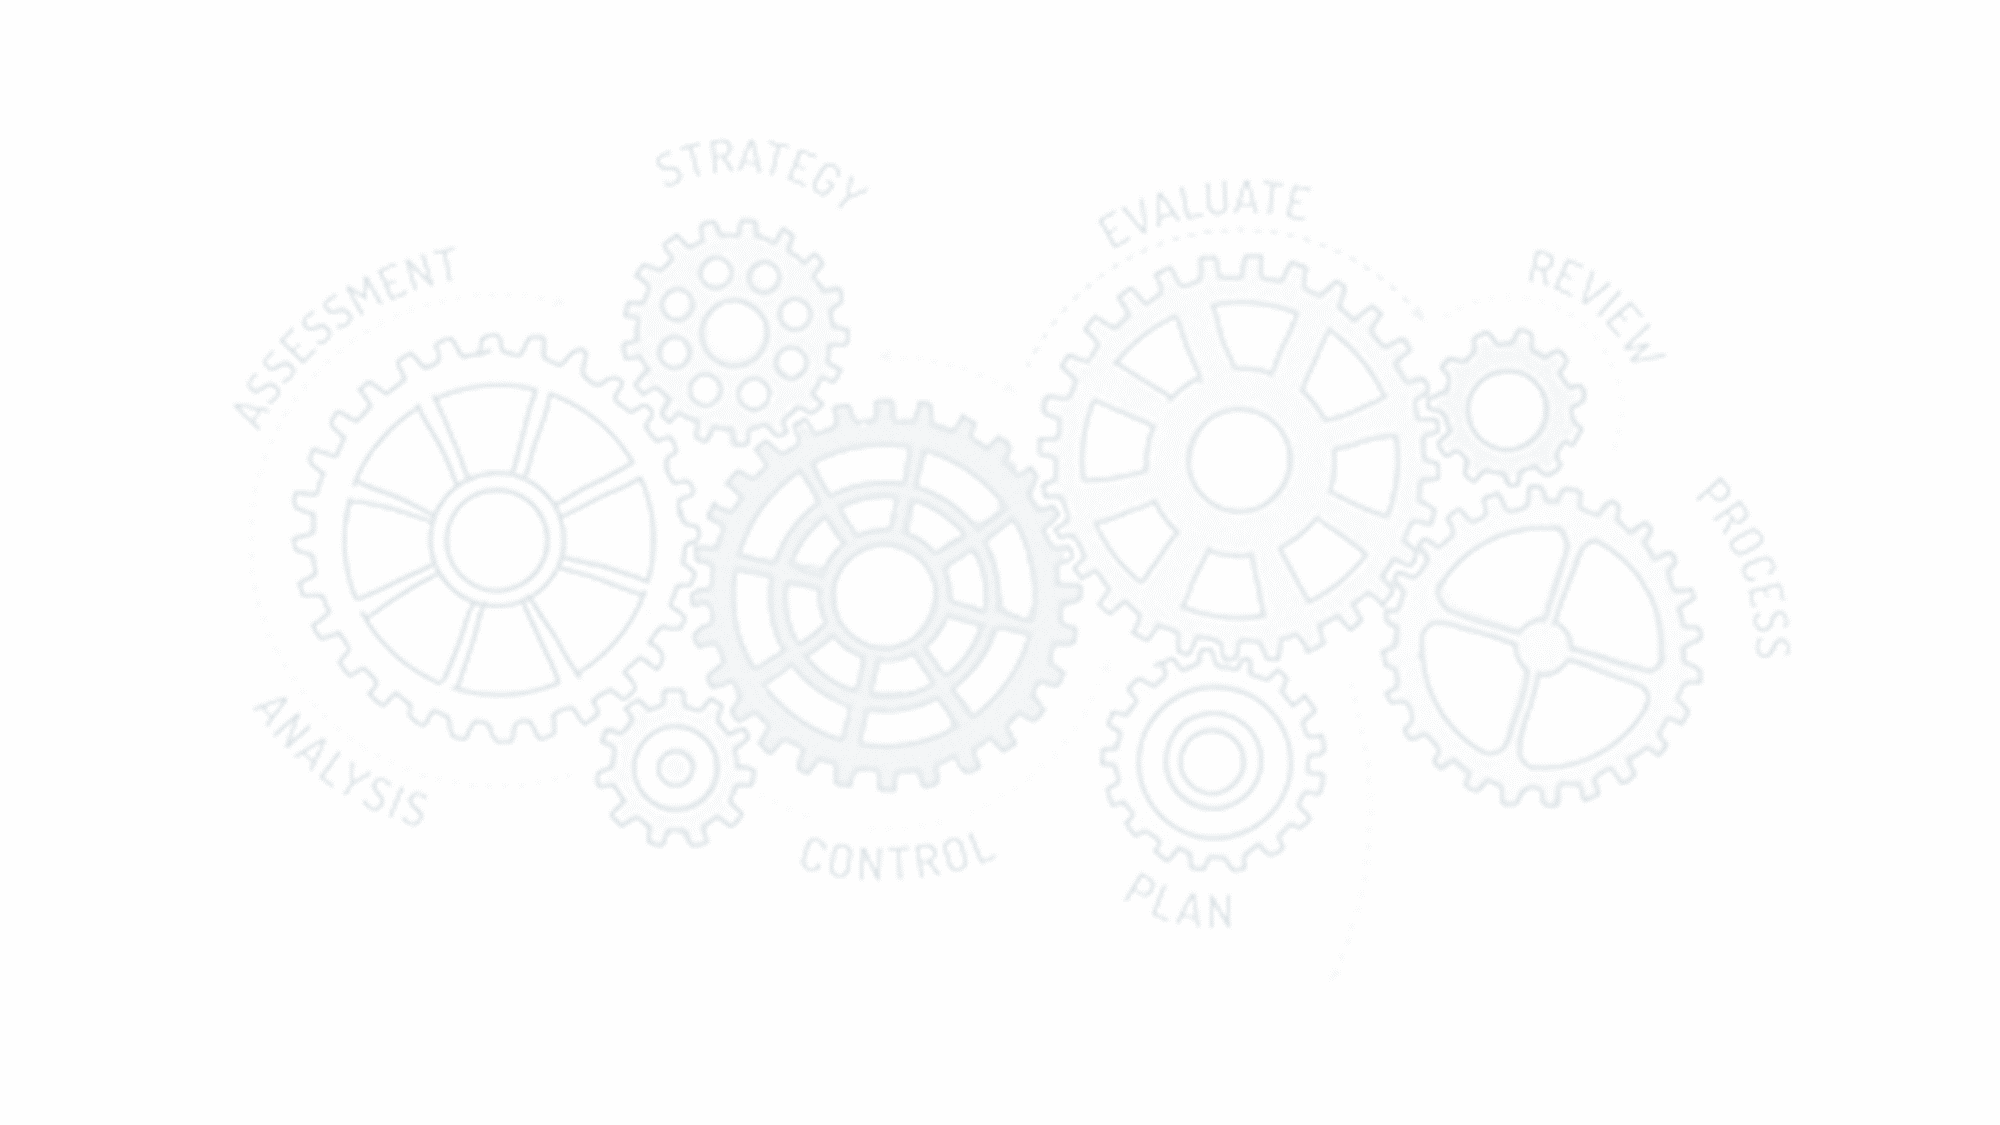 STRATEGY
EVALUATE
ASSESSMENT
REVIEW
PROCESS
ANALYSIS
CONTROL
PLAN